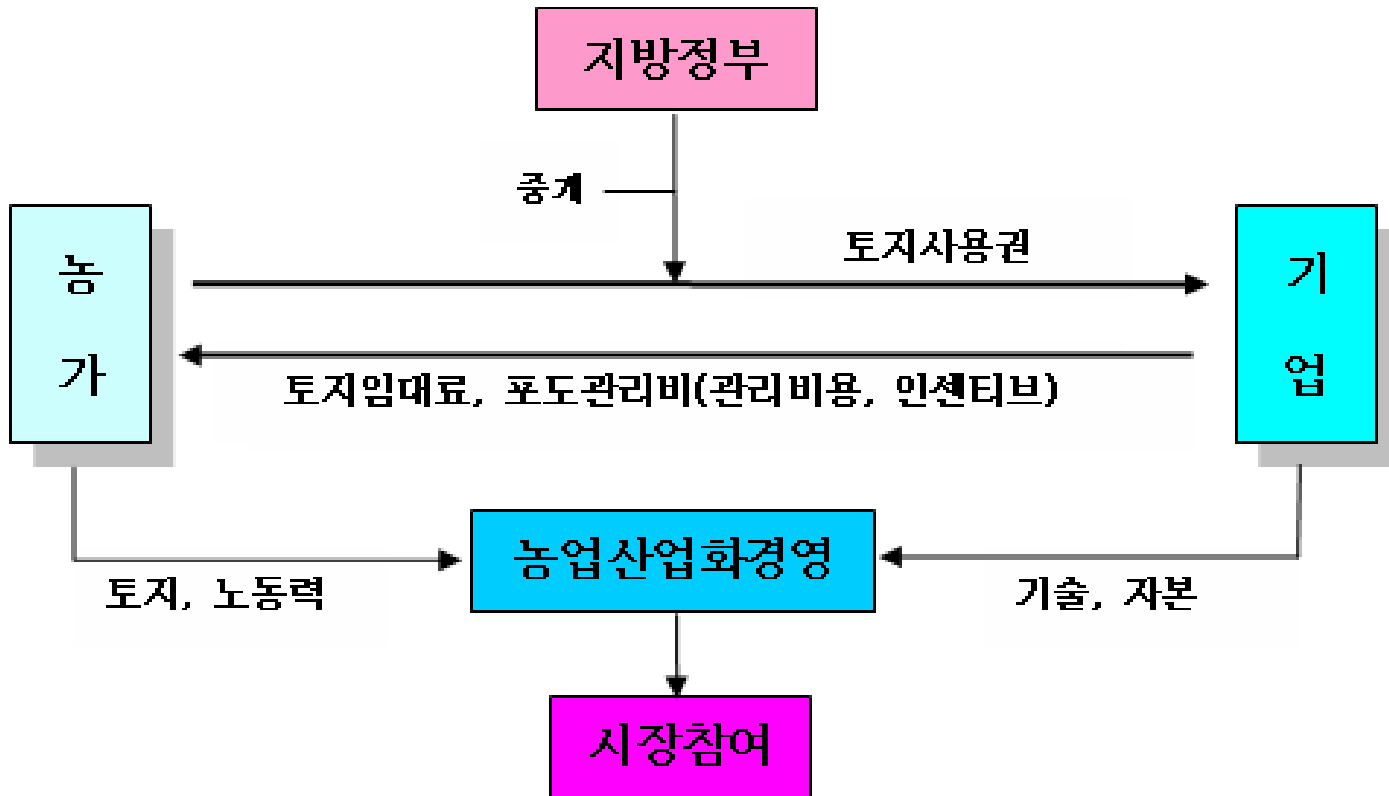 지방정부
중개
토지사용권
농
가
기
업
토지임대료, 포도관리비(관리비용, 인센티브)
농업산업화경영
토지, 노동력
기술, 자본
시장참여